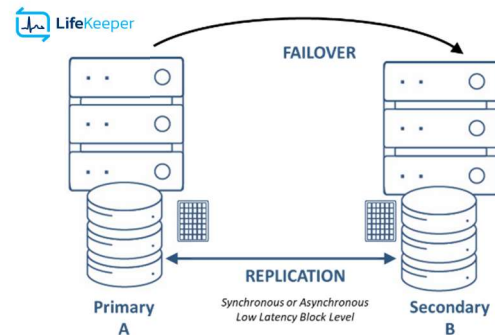 LifeKeeper
FAILOVER
REPLICATION
Synchronous or Asynchronous
Low Latency Block Level
Primary
A
Secondary
B